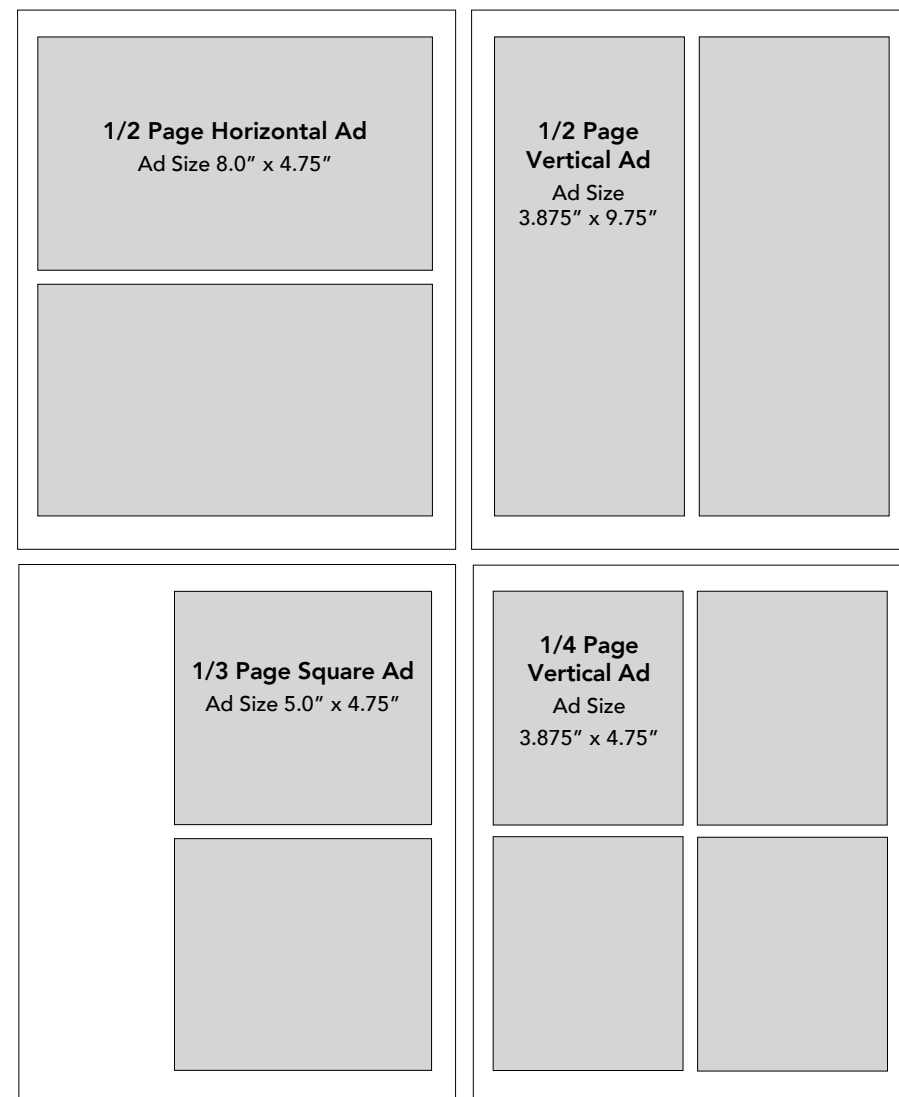 1/2 Page Horizontal Ad
Ad Size 8.0” x 4.75”
1/2 Page
Vertical Ad
Ad Size
3.875” x 9.75”
1/3 Page Square Ad
Ad Size 5.0” x 4.75”
1/4 Page
Vertical Ad
Ad Size
3.875” x 4.75”